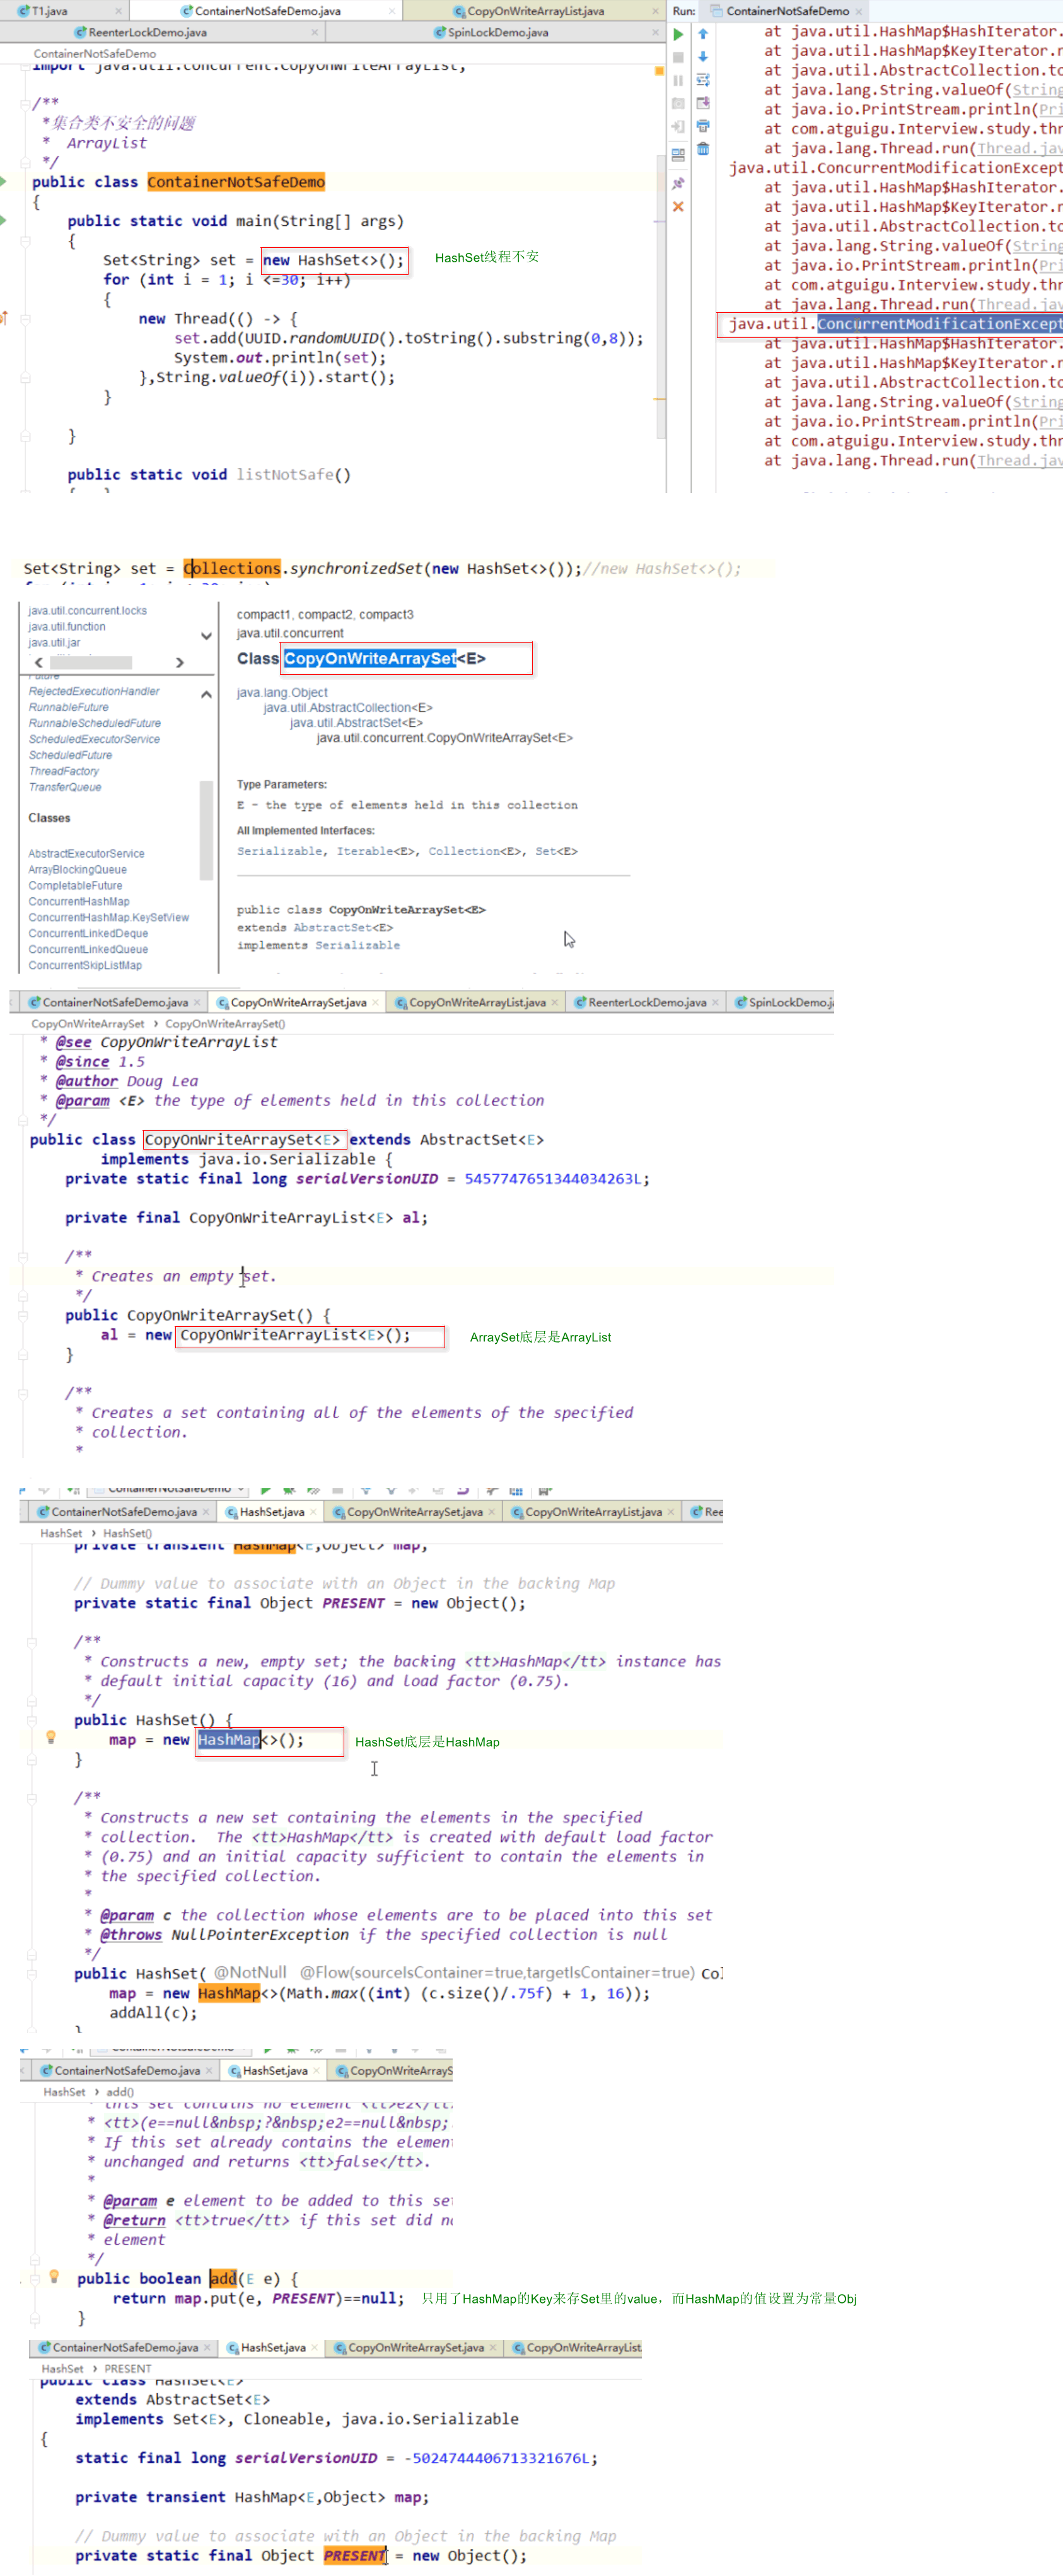 T1.java
ContainerNotSafeDemo.java
CopyOnWriteArrayList.java
Run:
ContainerNotSafeDemo
ReenterLockDemo.java
SpinLockDemo.java
ContainerNotSafeDemo
import java.util.concurrent.CopyOnWriteArrayList;
/**
*集合类不安全的问题
* ArrayList
*/
public class ContainerNotSafeDemo
{
public static void main(String[] args)
{
Set<String> set = new HashSet<>();
HashSet线程不安
for (int i = 1; i <=30; i++)
{
new Thread(() -> {
set.add(UUID.randomUUID().toString().substring(0,8));
System.out.println(set);
},String.valueOf(i)).start();
}
}
public static void listNotSafe()
at java.util.HashMap$HashIterator.
at java.util.HashMap$KeyIterator.n
at java.util.AbstractCollection.to
at java.lang.String.valueOf(String
at java.io.PrintStream.println(Pri
at com.atguigu.Interview.study.thr
at java.lang.Thread.run(Thread.jav
java.util.ConcurrentModificationExcept
at java.util.HashMap$HashIterator.
at java.util.HashMap$KeyIterator.n
at java.util.AbstractCollection.to
at java.lang.String.valueOf(String
at java.io.PrintStream.println(Pri
at com.atguigu.Interview.study.thr
at java.lang.Thread.run(Thread.jav
java.util.ConcurrentModificationExcept
at java.util.HashMap$HashIterator.
at java.util.HashMap$KeyIterator.n
at java.util.AbstractCollection.to
at java.lang.String.valueOf(String
at java.io.PrintStream.println(Pri
at com.atguigu.Interview.study.thr
at java.lang.Thread.run(Thread.jav
Set<String> set = Collections.synchronizedSet(new HashSet<>());//new HashSet<>();
java.util.concurrent.locks
java.util.function
java.util.jar
Future
RejectedExecutionHandler
RunnableFuture
RunnableScheduledFuture
ScheduledExecutorService
ScheduledFuture
ThreadFactory
TransferQueue
Classes
AbstractExecutorService
ArrayBlockingQueue
CompletableFuture
ConcurrentHashMap
ConcurrentHashMap.KeySetView
ConcurrentLinkedDeque
ConcurrentLinkedQueue
ConcurrentSkipListMap
compact1, compact2, compact3
java.util.concurrent
Class CopyOnWriteArraySet<E>
java.lang.Object
java.util.AbstractCollection<E>
java.util.AbstractSet<E>
java.util.concurrent.CopyOnWriteArraySet<E>
Type Parameters:
E - the type of elements held in this collection
All Implemented Interfaces:
Serializable, Iterable<E>, Collection<E>, Set<E>
public class CopyOnWriteArraySet<E>
extends AbstractSet<E>
implements Serializable
ContainerNotSafeDemo.java
CopyOnWriteArraySet.java
CopyOnWriteArrayList.java
ReenterLockDemo.java
SpinLockDemo.j
CopyOnWriteArraySet > CopyOnWriteArraySet()
* @see CopyOnWriteArrayList
* @since 1.5
* @author Doug Lea
* @param <E> the type of elements held in this collection
*/
public class CopyOnWriteArraySet<E> extends AbstractSet<E>
implements java.io.Serializable {
private static final long serialVersionUID = 5457747651344034263L;
private final CopyOnWriteArrayList<E> al;
/**
* Creates an empty set.
*/
public CopyOnWriteArraySet() {
al = new CopyOnWriteArrayList<E>();
ArraySet底层是ArrayList
}
/**
* Creates a set containing all of the elements of the specified
* collection.
*
ContainerNotSafeDemo
ContainerNotSafeDemo.java
HashSet.java
CopyOnWriteArraySet.java
CopyOnWriteArrayList.java
Ree
HashSet > HashSet()
private transient HashMap<E,Object> map;
// Dummy value to associate with an Object in the backing Map
private static final Object PRESENT = new Object();
/**
* Constructs a new, empty set; the backing <tt>HashMap</tt> instance has
* default initial capacity (16) and load factor (0.75).
*/
public HashSet() {
map = new HashMap<>();
HashSet底层是HashMap
}
/**
* Constructs a new set containing the elements in the specified
* collection.  The <tt>HashMap</tt> is created with default load factor
* (0.75) and an initial capacity sufficient to contain the elements in
* the specified collection.
*
* @param c the collection whose elements are to be placed into this set
* @throws NullPointerException if the specified collection is null
*/
public HashSet( @NotNull @Flow(sourceIsContainer=true,targetIsContainer=true) Col
map = new HashMap<>(Math.max((int) (c.size()/.75f) + 1, 16));
addAll(c);
}
ContainerNotSafeDemo.java
HashSet.java
CopyOnWriteArrayS
HashSet > add()
* this set contains no element <tt>e2</tt>
* <tt>(e==null&nbsp;?&nbsp;e2==null&nbsp;
* If this set already contains the element
* unchanged and returns <tt>false</tt>.
*
* @param e element to be added to this set
* @return <tt>true</tt> if this set did no
* element
*/
public boolean add(E e) {
return map.put(e, PRESENT)==null;
只用了HashMap的Key来存Set里的value，而HashMap的值设置为常量Obj
}
ContainerNotSafeDemo.java
HashSet.java
CopyOnWriteArraySet.java
CopyOnWriteArrayList
HashSet > PRESENT
public class HashSet<E>
extends AbstractSet<E>
implements Set<E>, Cloneable, java.io.Serializable
{
static final long serialVersionUID = -5024744406713321676L;
private transient HashMap<E,Object> map;
// Dummy value to associate with an Object in the backing Map
private static final Object PRESENT = new Object();